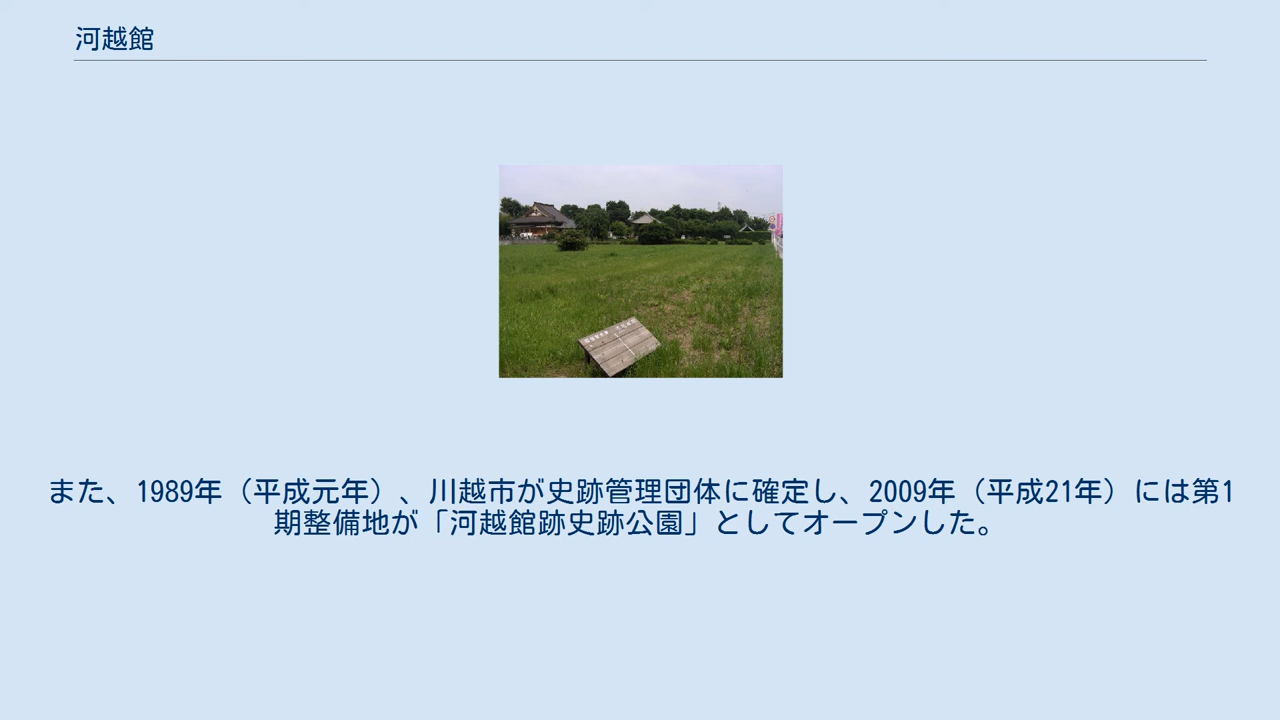 河越館
また、1989年（平成元年）、川越市が史跡管理団体に確定し、2009年（平成21年）には第1
期整備地が「河越館跡史跡公園」としてオープンした。